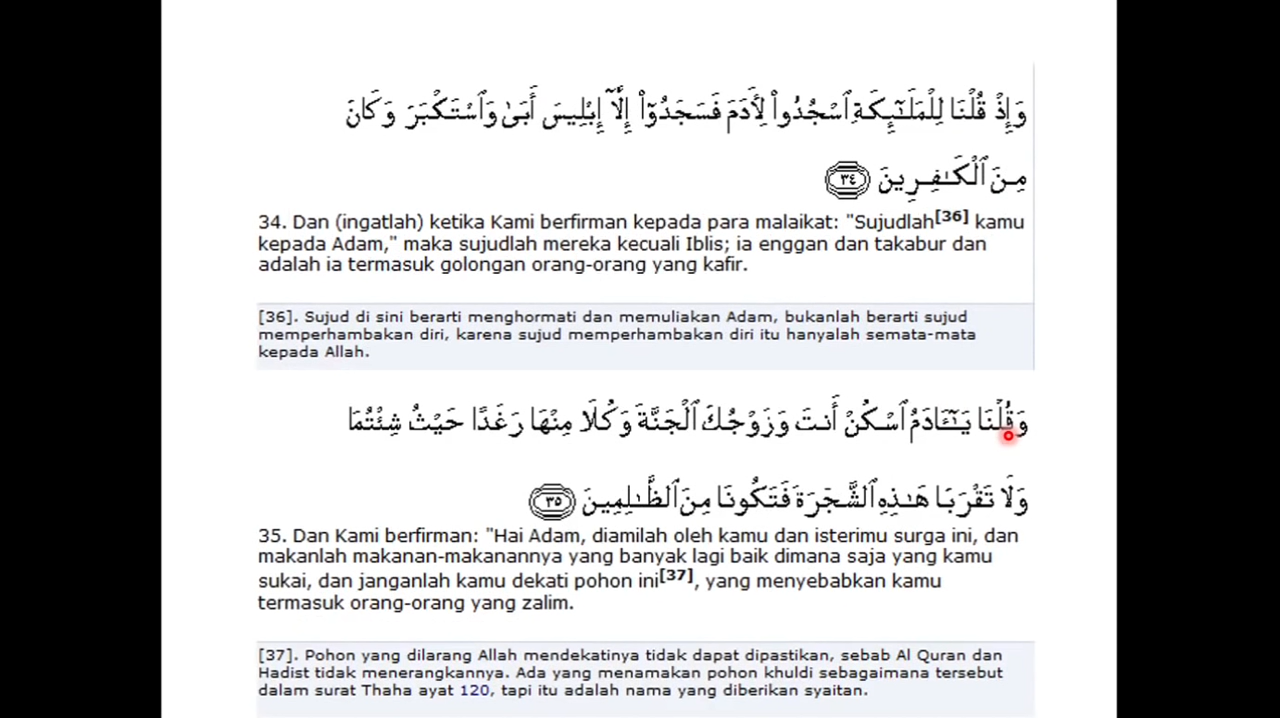 وَإِذْ قُلْنَا لِلْمَلَـٰٓئِكَةِ ٱسْجُدُوا۟ لِـَٔادَمَ فَسَجَدُوٓا۟ إِلَّآ إِبْلِيسَ أَبَىٰ وَٱسْتَكْبَرَ وَكَانَ
مِنَ ٱلْكَـٰفِرِينَ ٣٤
34. Dan (ingatlah) ketika Kami berfirman kepada para malaikat: "Sujudlah[36] kamu
kepada Adam," maka sujudlah mereka kecuali Iblis; ia enggan dan takabur dan
adalah ia termasuk golongan orang-orang yang kafir.
[36]. Sujud di sini berarti menghormati dan memuliakan Adam, bukanlah berarti sujud
memperhambakan diri, karena sujud memperhambakan diri itu hanyalah semata-mata
kepada Allah.
وَقُلْنَا يَـٰٓـَٔادَمُ ٱسْكُنْ أَنتَ وَزَوْجُكَ ٱلْجَنَّةَ وَكُلَا مِنْهَا رَغَدًا حَيْثُ شِئْتُمَا
وَلَا تَقْرَبَا هَـٰذِهِ ٱلشَّجَرَةَ فَتَكُونَا مِنَ ٱلظَّـٰلِمِينَ ٣٥
35. Dan Kami berfirman: "Hai Adam, diamilah oleh kamu dan isterimu surga ini, dan
makanlah makanan-makanannya yang banyak lagi baik dimana saja yang kamu
sukai, dan janganlah kamu dekati pohon ini[37], yang menyebabkan kamu
termasuk orang-orang yang zalim.
[37]. Pohon yang dilarang Allah mendekatinya tidak dapat dipastikan, sebab Al Quran dan
Hadist tidak menerangkannya. Ada yang menamakan pohon khuldi sebagaimana tersebut
dalam surat Thaha ayat 120, tapi itu adalah nama yang diberikan syaitan.